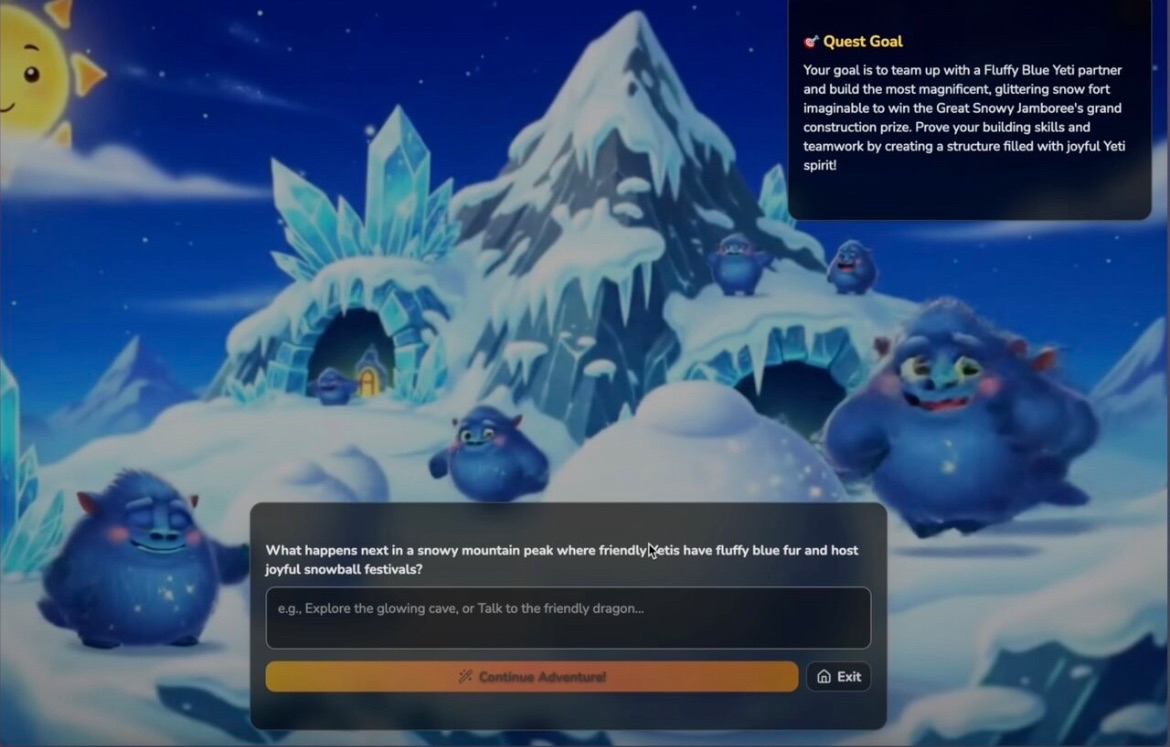 Quest Goal
Your goal is to team up with a Fluffy Blue Yeti partner
and build the most magnificent, glittering snow fort
imaginable to win the Great Snowy Jamboree's grand
construction prize. Prove your building skills and
teamwork by creating a structure filled with joyful Yeti
spirit!
What happens next in a snowy mountain peak where friendly Yetis have fluffy blue fur and host
joyful snowball festivals?
e.g., Explore the glowing cave, or Talk to the friendly dragon...
Continue Adventure!
Exit